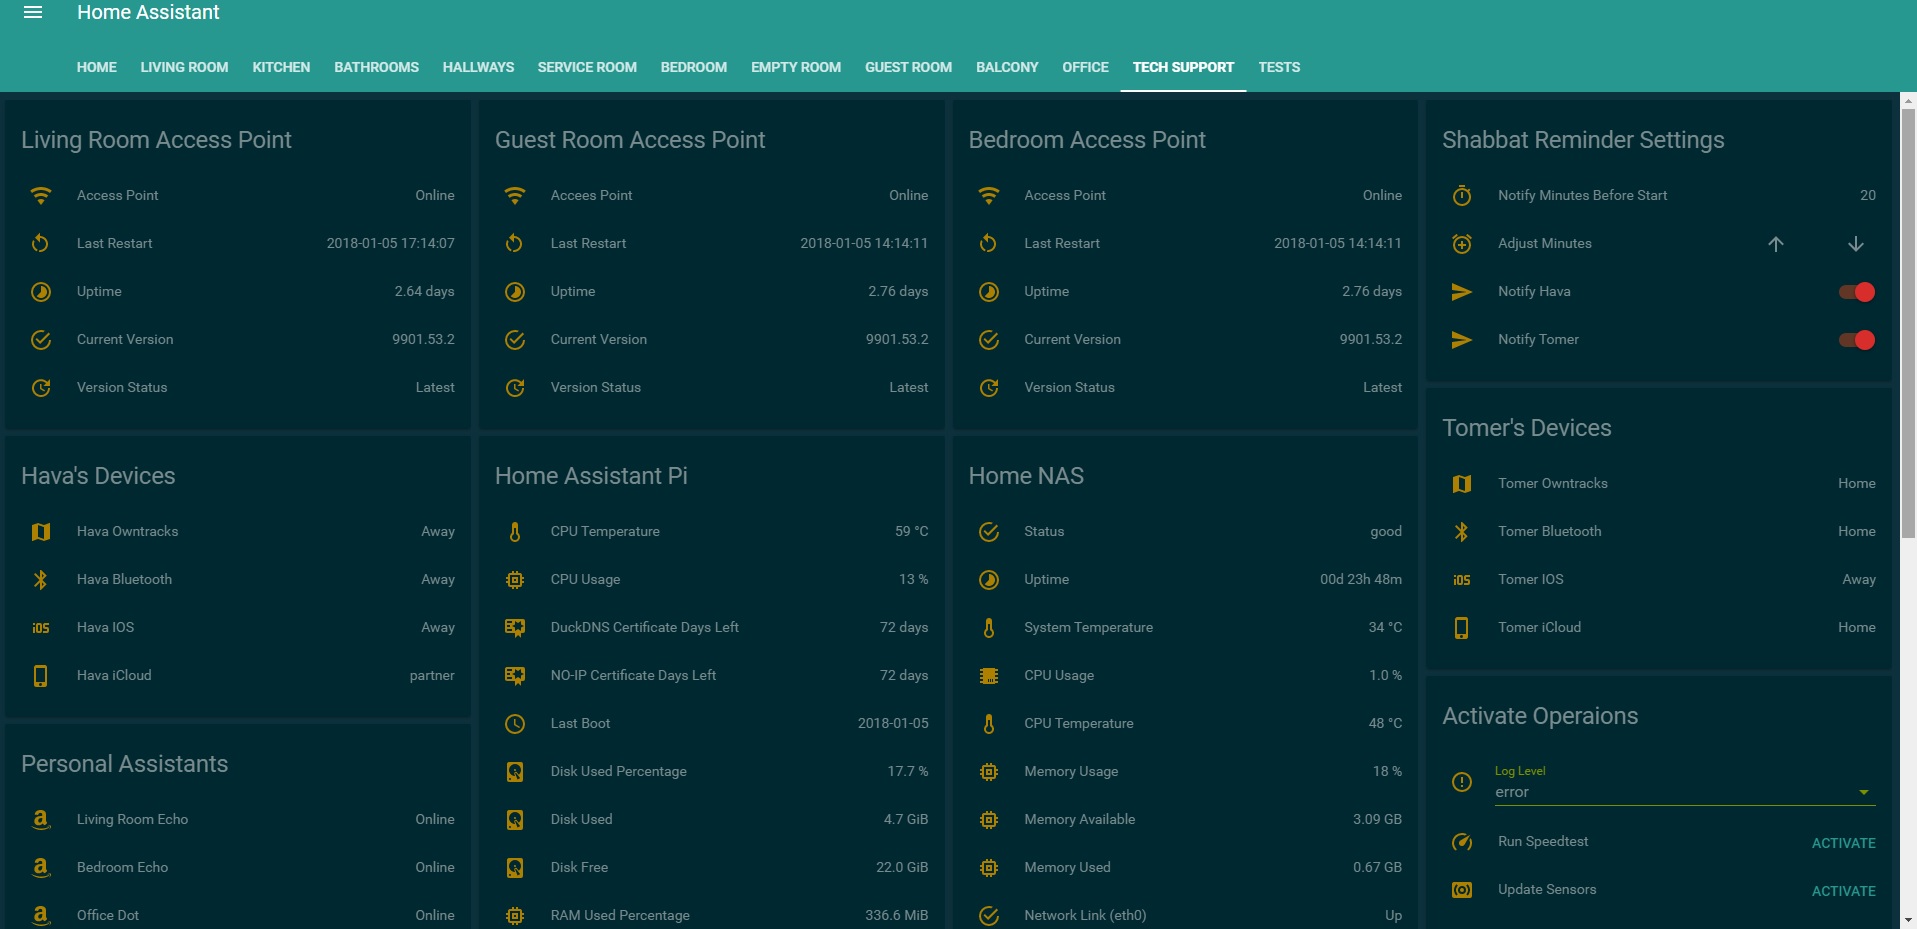 Home Assistant
HOME LIVING ROOM KITCHEN BATHROOMS HALLWAYS SERVICE ROOM BEDROOM EMPTY ROOM GUEST ROOM BALCONY OFFICE TECH SUPPORT TESTS
Living Room Access Point
Access Point Online
Last Restart 2018-01-05 17:14:07
Uptime 2.64 days
Current Version 9901.53.2
Version Status Latest
Hava's Devices
Hava Owntracks Away
Hava Bluetooth Away
iOS Hava IOS Away
Hava iCloud partner
Personal Assistants
a Living Room Echo Online
a Bedroom Echo Online
a Office Dot Online
Guest Room Access Point
Accees Point Online
Last Restart 2018-01-05 14:14:11
Uptime 2.76 days
Current Version 9901.53.2
Version Status Latest
Home Assistant Pi
CPU Temperature 59 °C
CPU Usage 13 %
DuckDNS Certificate Days Left 72 days
NO-IP Certificate Days Left 72 days
Last Boot 2018-01-05
Disk Used Percentage 17.7 %
Disk Used 4.7 GiB
Disk Free 22.0 GiB
RAM Used Percentage 336.6 MiB
Bedroom Access Point
Access Point Online
Last Restart 2018-01-05 14:14:11
Uptime 2.76 days
Current Version 9901.53.2
Version Status Latest
Home NAS
Status good
Uptime 00d 23h 48m
System Temperature 34 °C
CPU Usage 1.0 %
CPU Temperature 48 °C
Memory Usage 18 %
Memory Available 3.09 GB
Memory Used 0.67 GB
Network Link (eth0) Up
Shabbat Reminder Settings
Notify Minutes Before Start 20
Adjust Minutes
Notify Hava
Notify Tomer
Tomer's Devices
Tomer Owntracks Home
Tomer Bluetooth Home
iOS Tomer IOS Away
Tomer iCloud Home
Activate Operaions
Log Level
error
Run Speedtest ACTIVATE
Update Sensors ACTIVATE